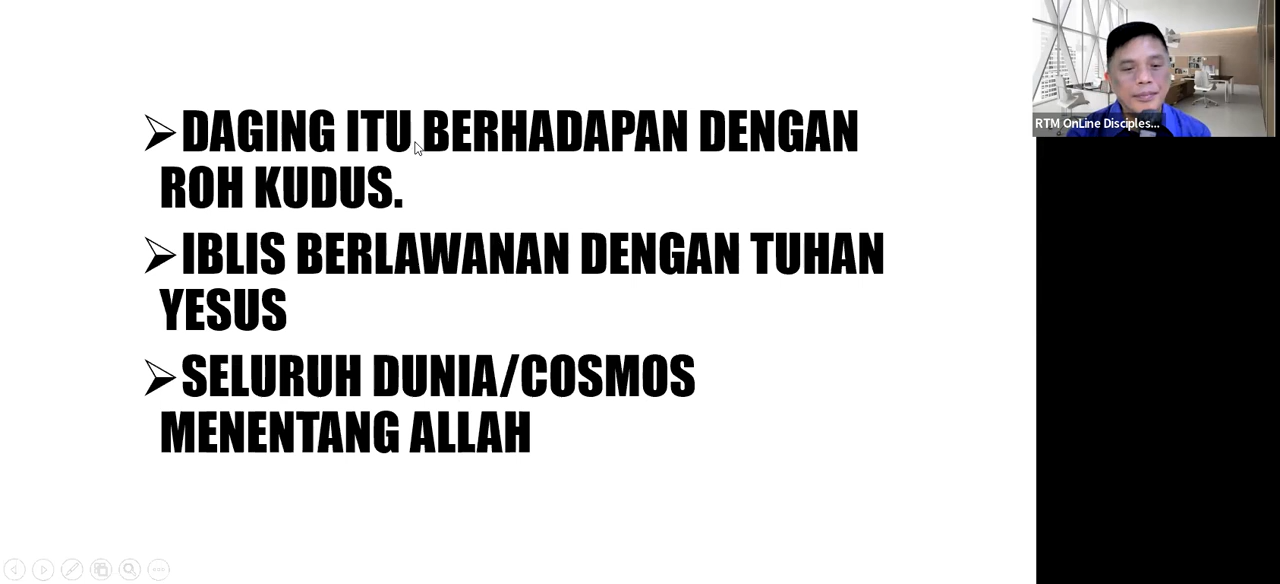 ➢DAGING ITU BERHADAPAN DENGAN
ROH KUDUS.
➢IBLIS BERLAWANAN DENGAN TUHAN
YESUS
➢SELURUH DUNIA/COSMOS
MENENTANG ALLAH
RTM OnLine Disciples...